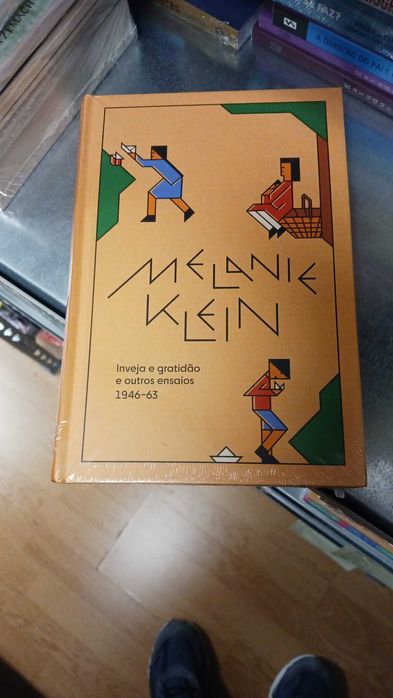 A QUESTÃO DO PAI E
MELANIE
KLEIN
Inveja e gratidão
e outros ensaios
1946–63